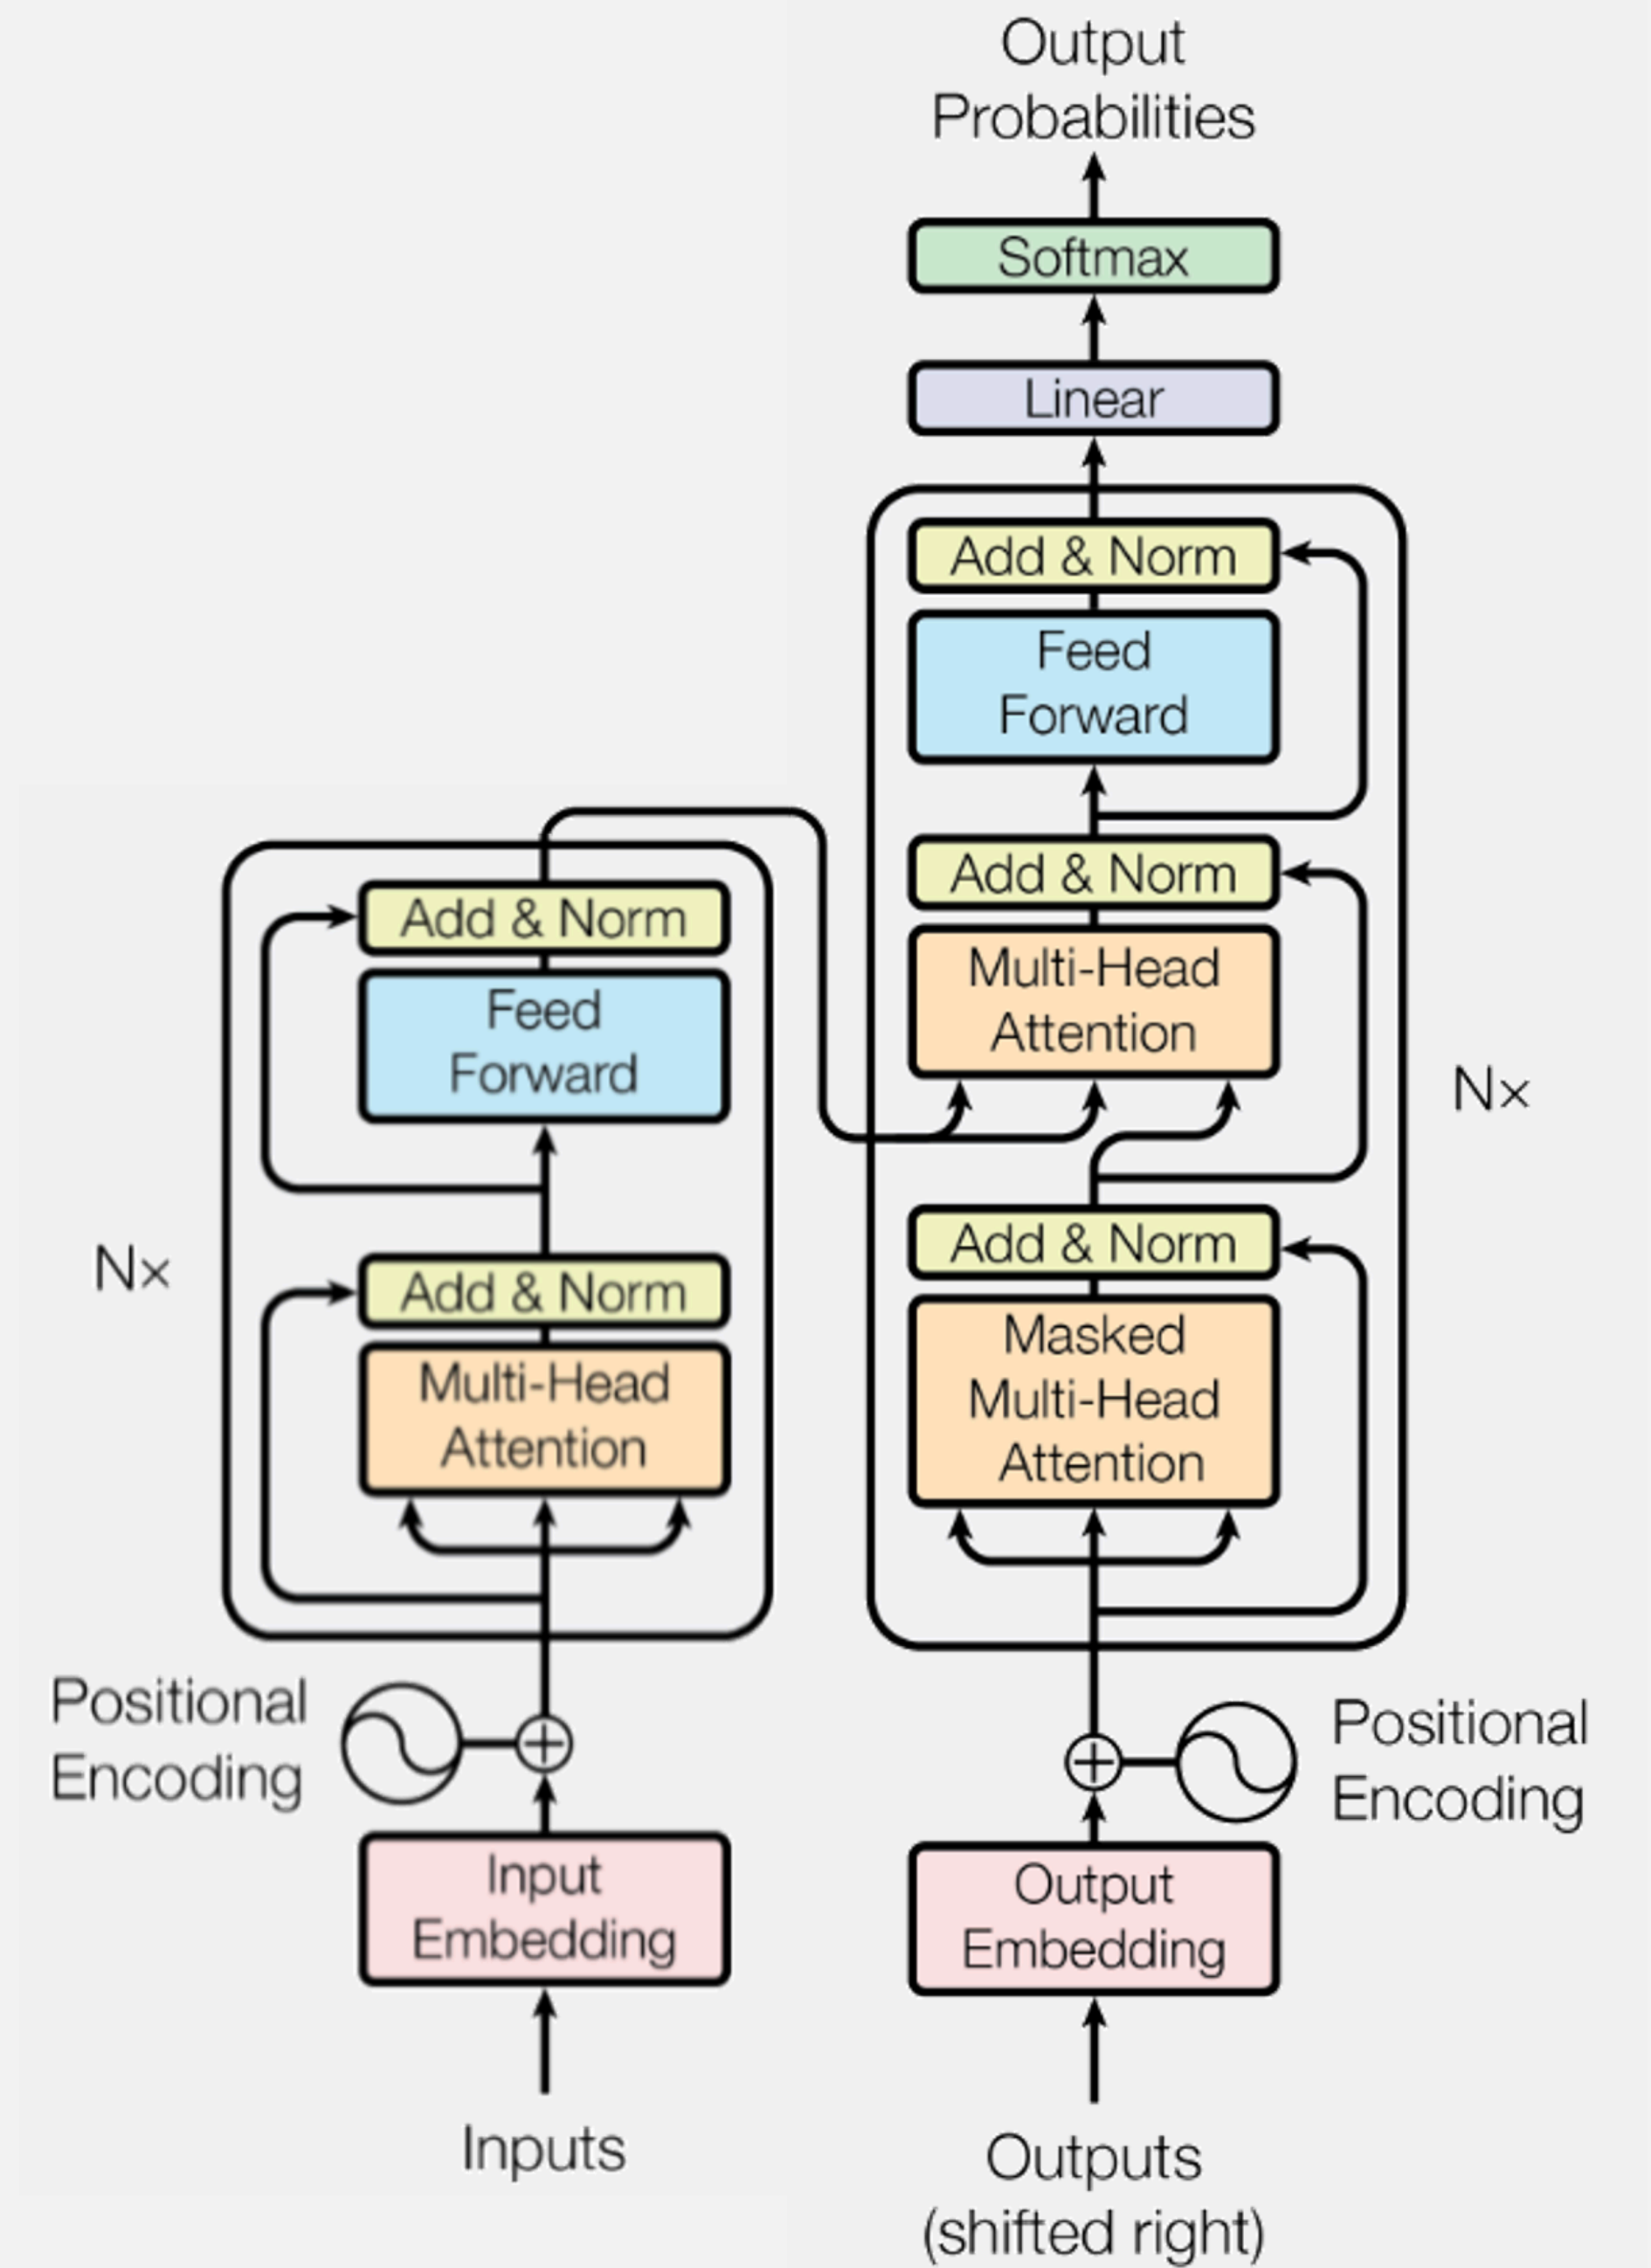 Output
Probabilities
Softmax
Linear
Add & Norm
Feed
Forward
Add & Norm
Multi-Head
Attention
Nx
Add & Norm
Masked
Multi-Head
Attention
Positional
Encoding
Output
Embedding
Outputs
(shifted right)
Add & Norm
Feed
Forward
Nx
Add & Norm
Multi-Head
Attention
Positional
Encoding
Input
Embedding
Inputs